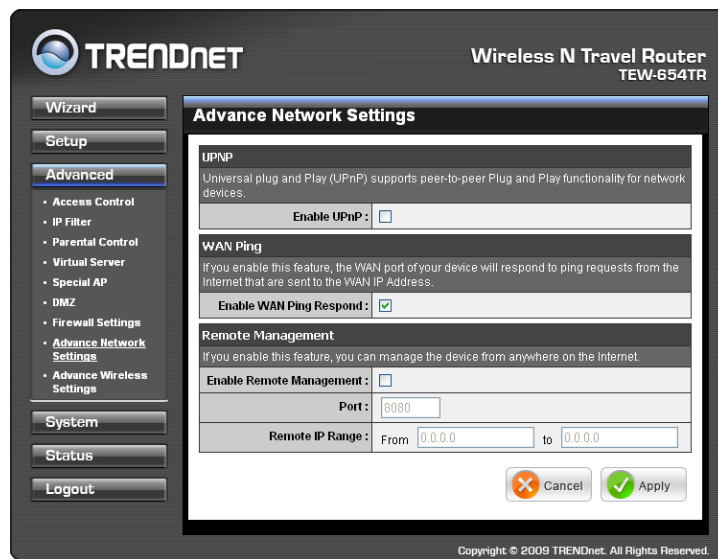 TRENDNET
Wireless N Travel Router
TEW-654TR
Wizard
Setup
Advanced
• Access Control
• IP Filter
• Parental Control
• Virtual Server
• Special AP
• DMZ
• Firewall Settings
• Advance Network
Settings
• Advance Wireless
Settings
System
Status
Logout
Advance Network Settings
UPNP
Universal plug and Play (UPnP) supports peer-to-peer Plug and Play functionality for network
devices.
Enable UPnP :
WAN Ping
If you enable this feature, the WAN port of your device will respond to ping requests from the
Internet that are sent to the WAN IP Address.
Enable WAN Ping Respond :
Remote Management
If you enable this feature, you can manage the device from anywhere on the Internet.
Enable Remote Management :
Port : 8080
Remote IP Range : From 0.0.0.0 to 0.0.0.0
Cancel Apply
Copyright © 2009 TRENDnet. All Rights Reserved.